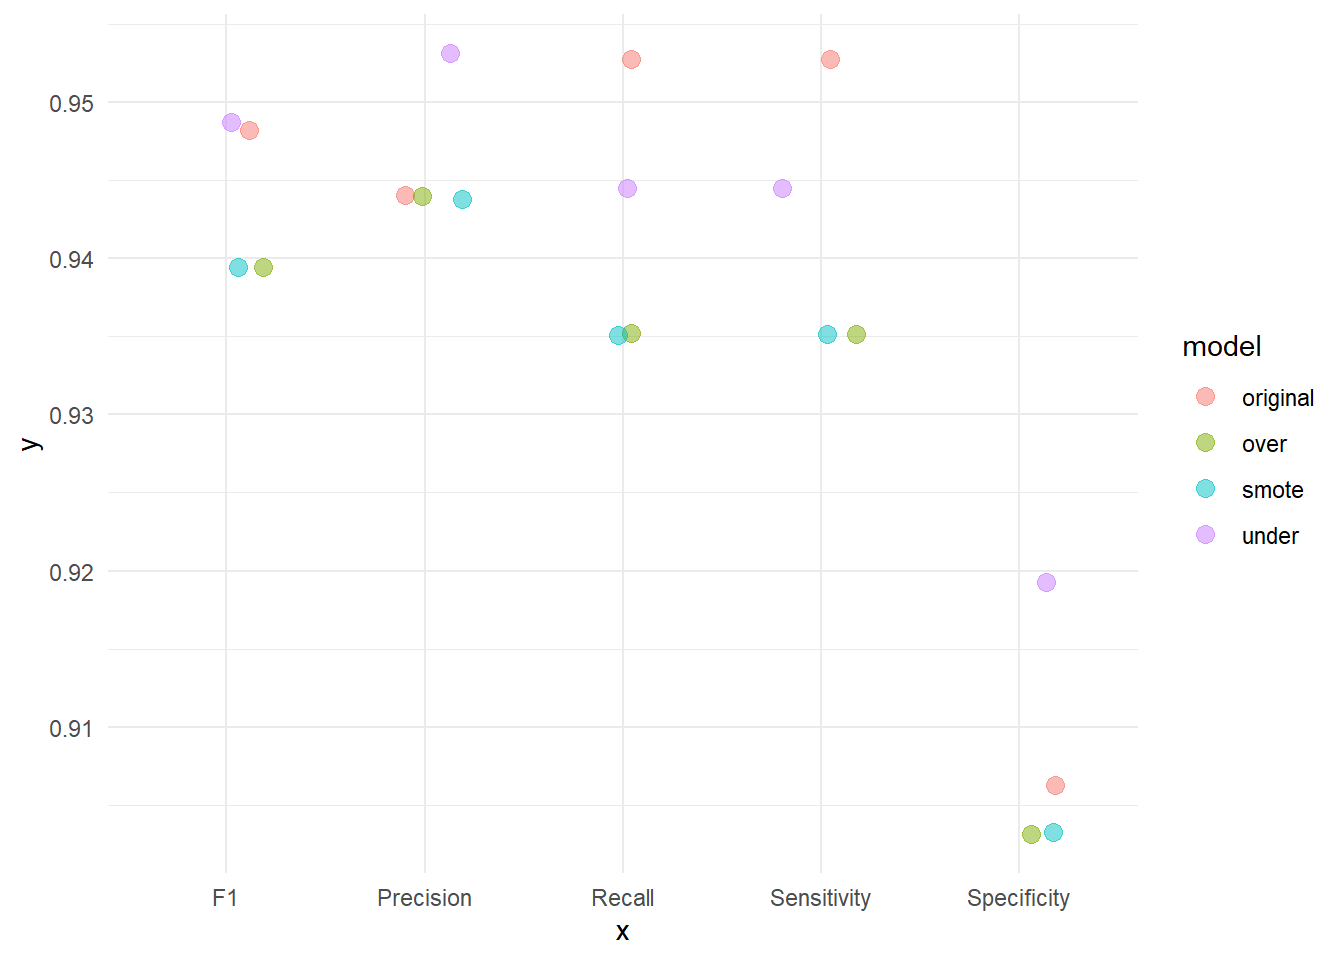 0.95
0.94
0.93
0.92
0.91
y
F1 Precision Recall Sensitivity Specificity
x
model
original
over
smote
under